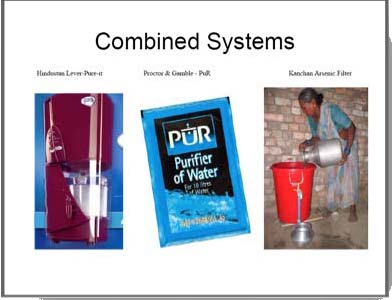 Combined Systems
Hindustan Lever-Pure-it
Proctor & Gamble - PuR
Kanchan Arsenic Filter
PUR
Purifier
of Water
For 10 litres
of Water